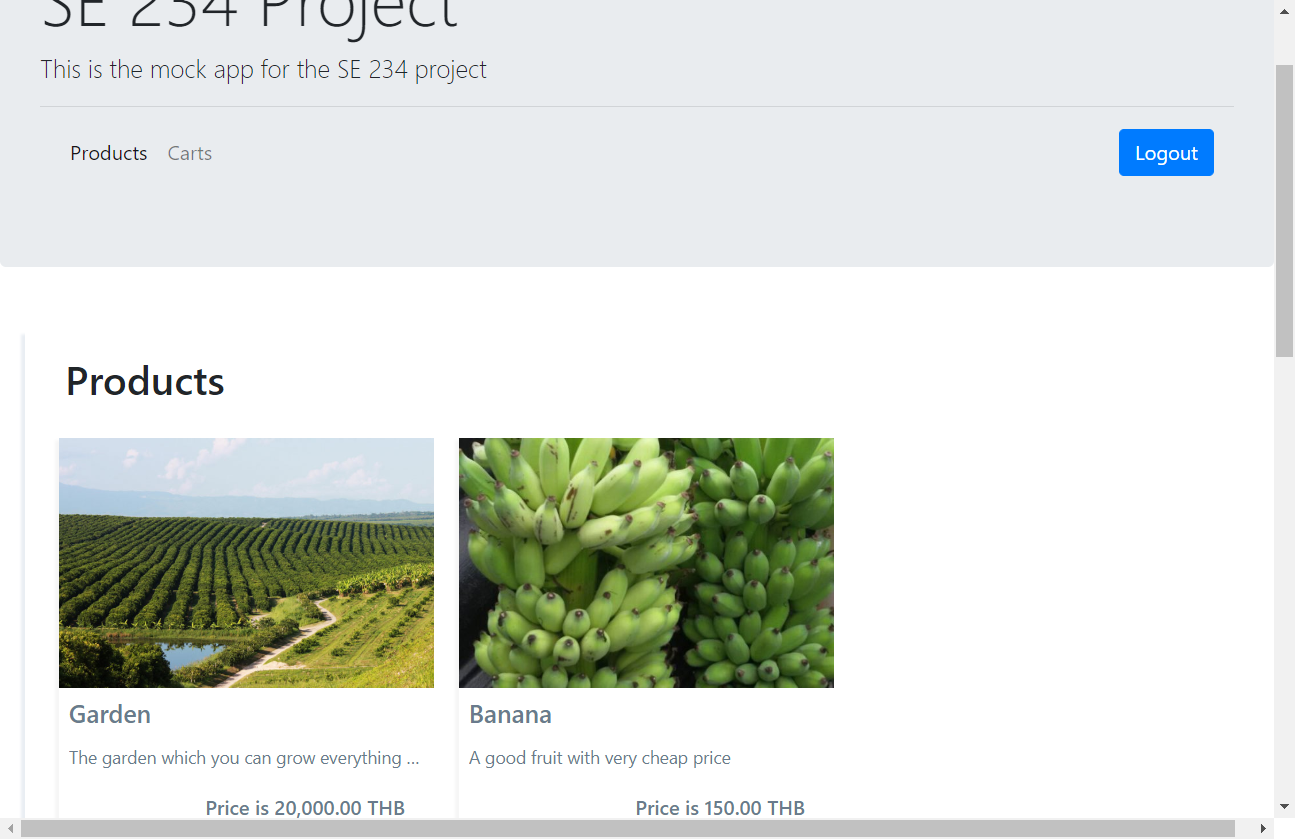 SE 234 Project
This is the mock app for the SE 234 project
Products Carts Logout
Products
Garden
The garden which you can grow everything ...
Price is 20,000.00 THB
Banana
A good fruit with very cheap price
Price is 150.00 THB